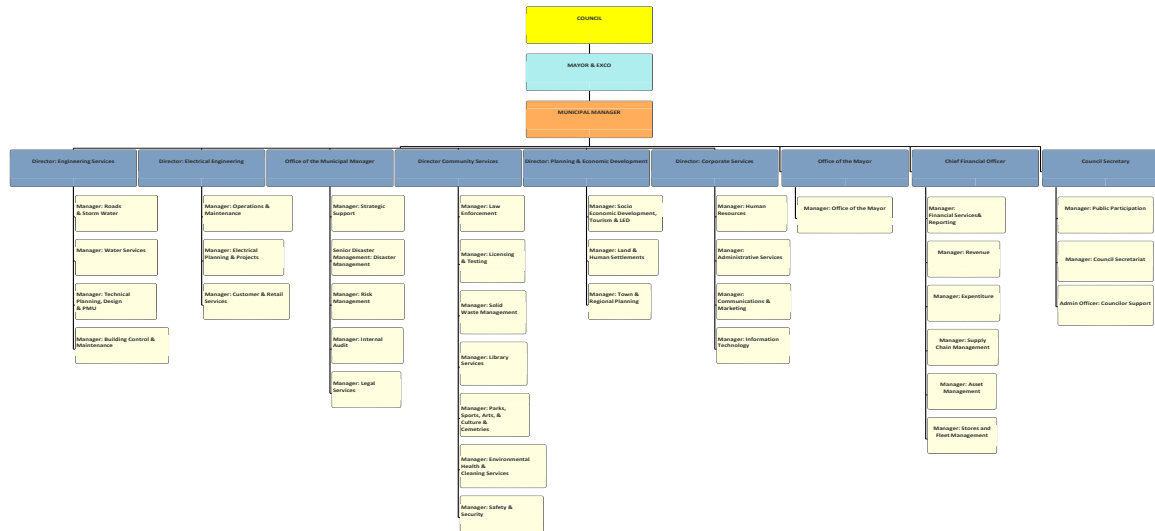 COUNCIL
MAYOR & EXCO
MUNICIPAL MANAGER
Director: Engineering Services
Director: Electrical Engineering
Office of the Municipal Manager
Director Community Services
Director: Planning & Economic Development
Director: Corporate Services
Office of the Mayor
Chief Financial Officer
Council Secretary
Manager: Roads
& Storm Water
Manager: Water Services
Manager: Technical
Planning, Design
& PMU
Manager: Building Control &
Maintenance
Manager: Operations &
Maintenance
Manager: Electrical
Planning & Projects
Manager: Customer & Retail
Services
Manager: Strategic
Support
Senior Disaster
Management: Disaster
Management
Manager: Risk
Management
Manager: Internal
Audit
Manager: Legal
Services
Manager: Law
Enforcement
Manager: Licensing
& Testing
Manager: Solid
Waste Management
Manager: Library
Services
Manager: Parks,
Sports, Arts, &
Culture &
Cemetries
Manager: Environmental
Health &
Cleaning Services
Manager: Safety &
Security
Manager: Socio
Economic Development,
Tourism & LED
Manager: Land &
Human Settlements
Manager: Town &
Regional Planning
Manager: Human
Resources
Manager:
Administrative Services
Manager:
Communications &
Marketing
Manager: Information
Technology
Manager: Office of the Mayor
Manager:
Financial Services&
Reporting
Manager: Revenue
Manager: Expentiture
Manager: Supply
Chain Management
Manager: Asset
Management
Manager: Stores and
Fleet Management
Manager: Public Participation
Manager: Council Secretariat
Admin Officer: Councilor Support